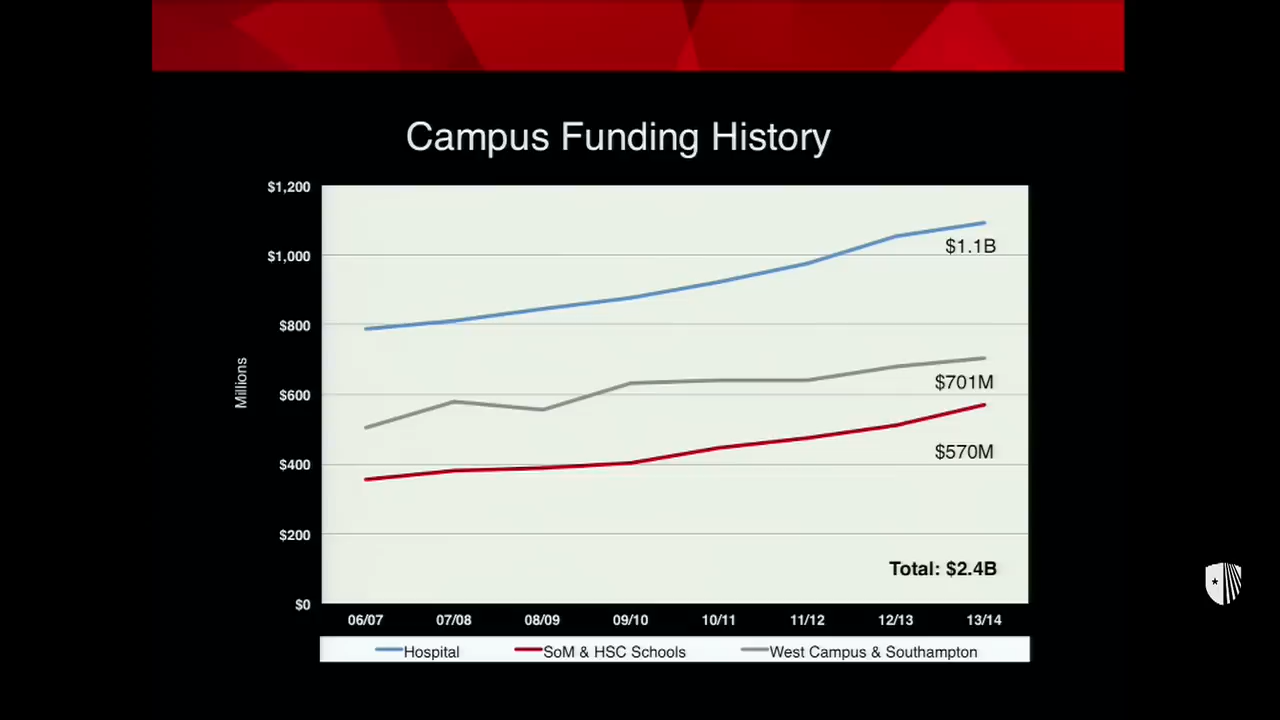 Campus Funding History
$1,200
$1,000
$800
$600
$400
$200
$0
Millions
$1.1B
$701M
$570M
Total: $2.4B
06/07 07/08 08/09 09/10 10/11 11/12 12/13 13/14
Hospital SoM & HSC Schools West Campus & Southampton